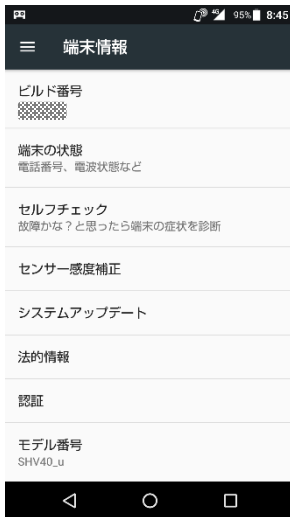 4G 95% 8:45
端末情報
ビルド番号
端末の状態
電話番号、電波状態など
セルフチェック
故障かな？と思ったら端末の症状を診断
センサー感度補正
システムアップデート
法的情報
認証
モデル番号
SHV40_u